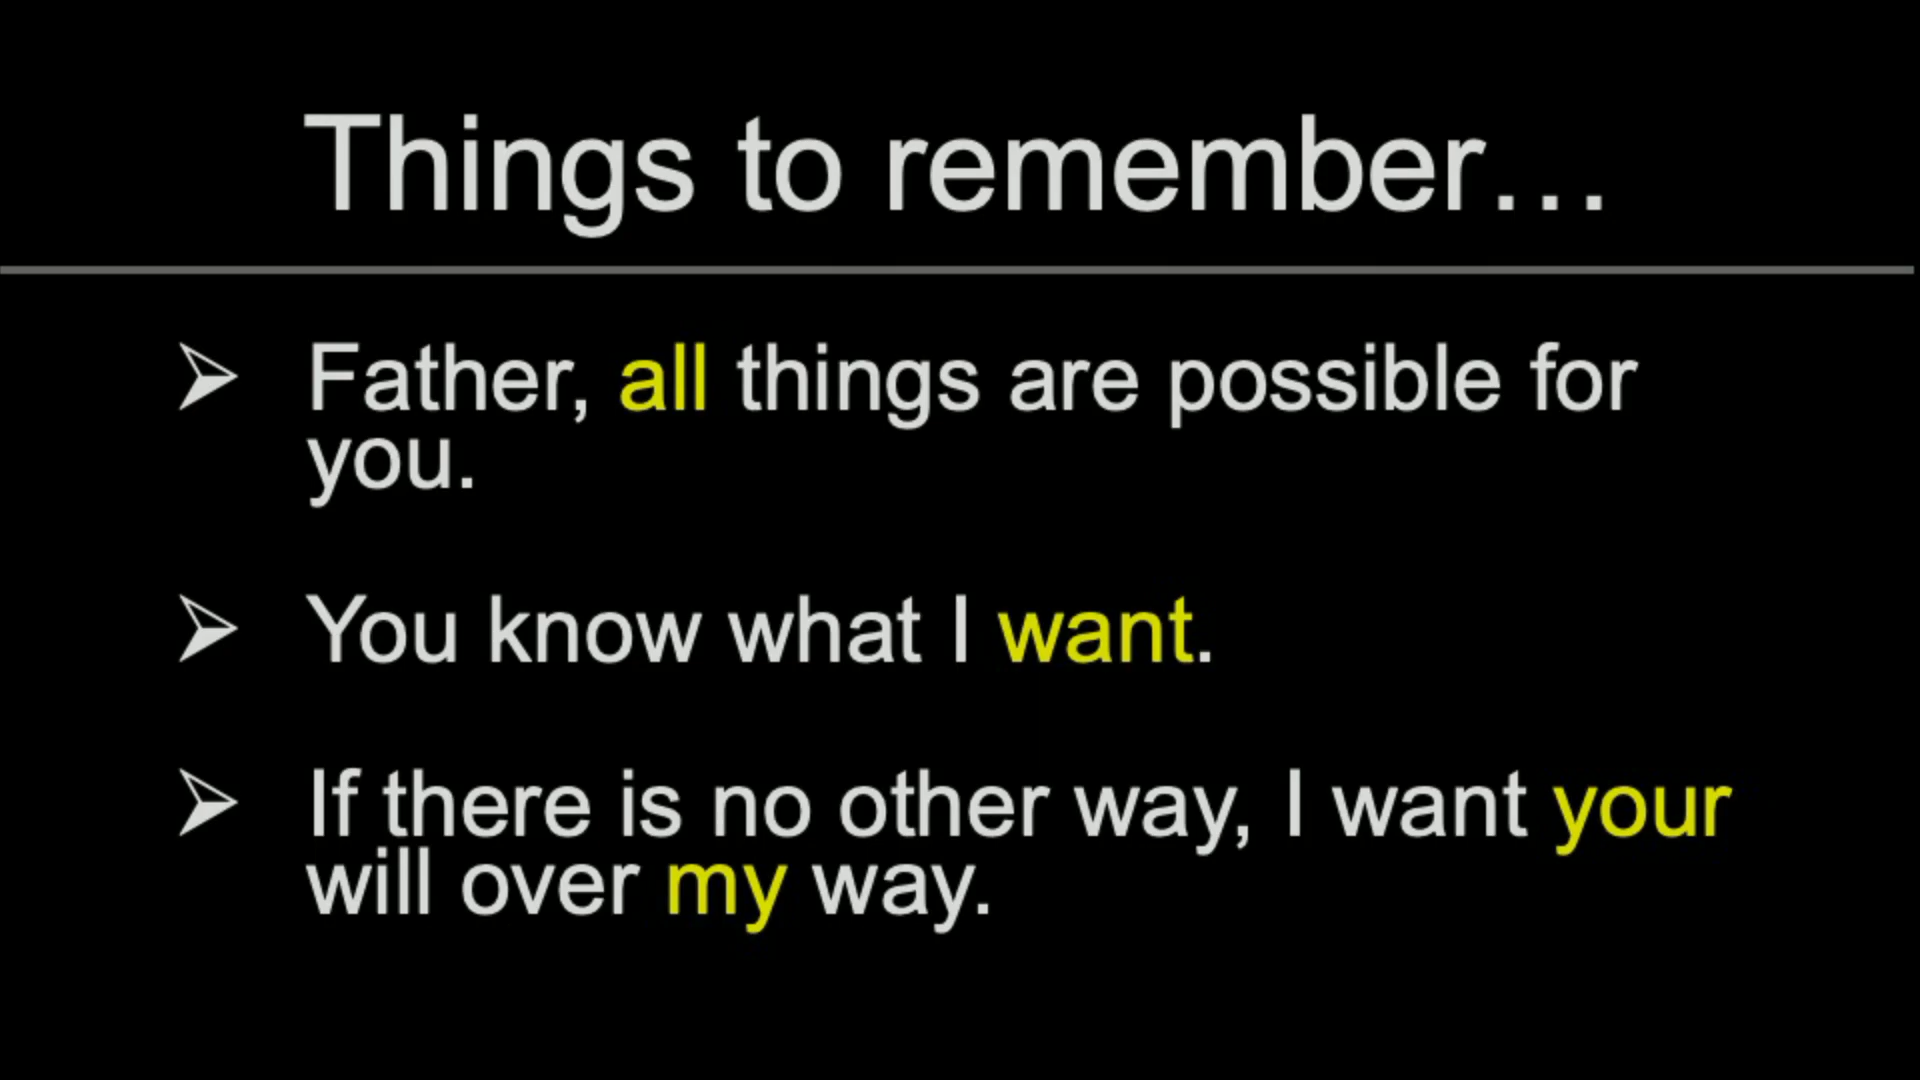 Things to remember...
➢ Father, all things are possible for
you.
➢ You know what I want.
➢ If there is no other way, I want your
will over my way.